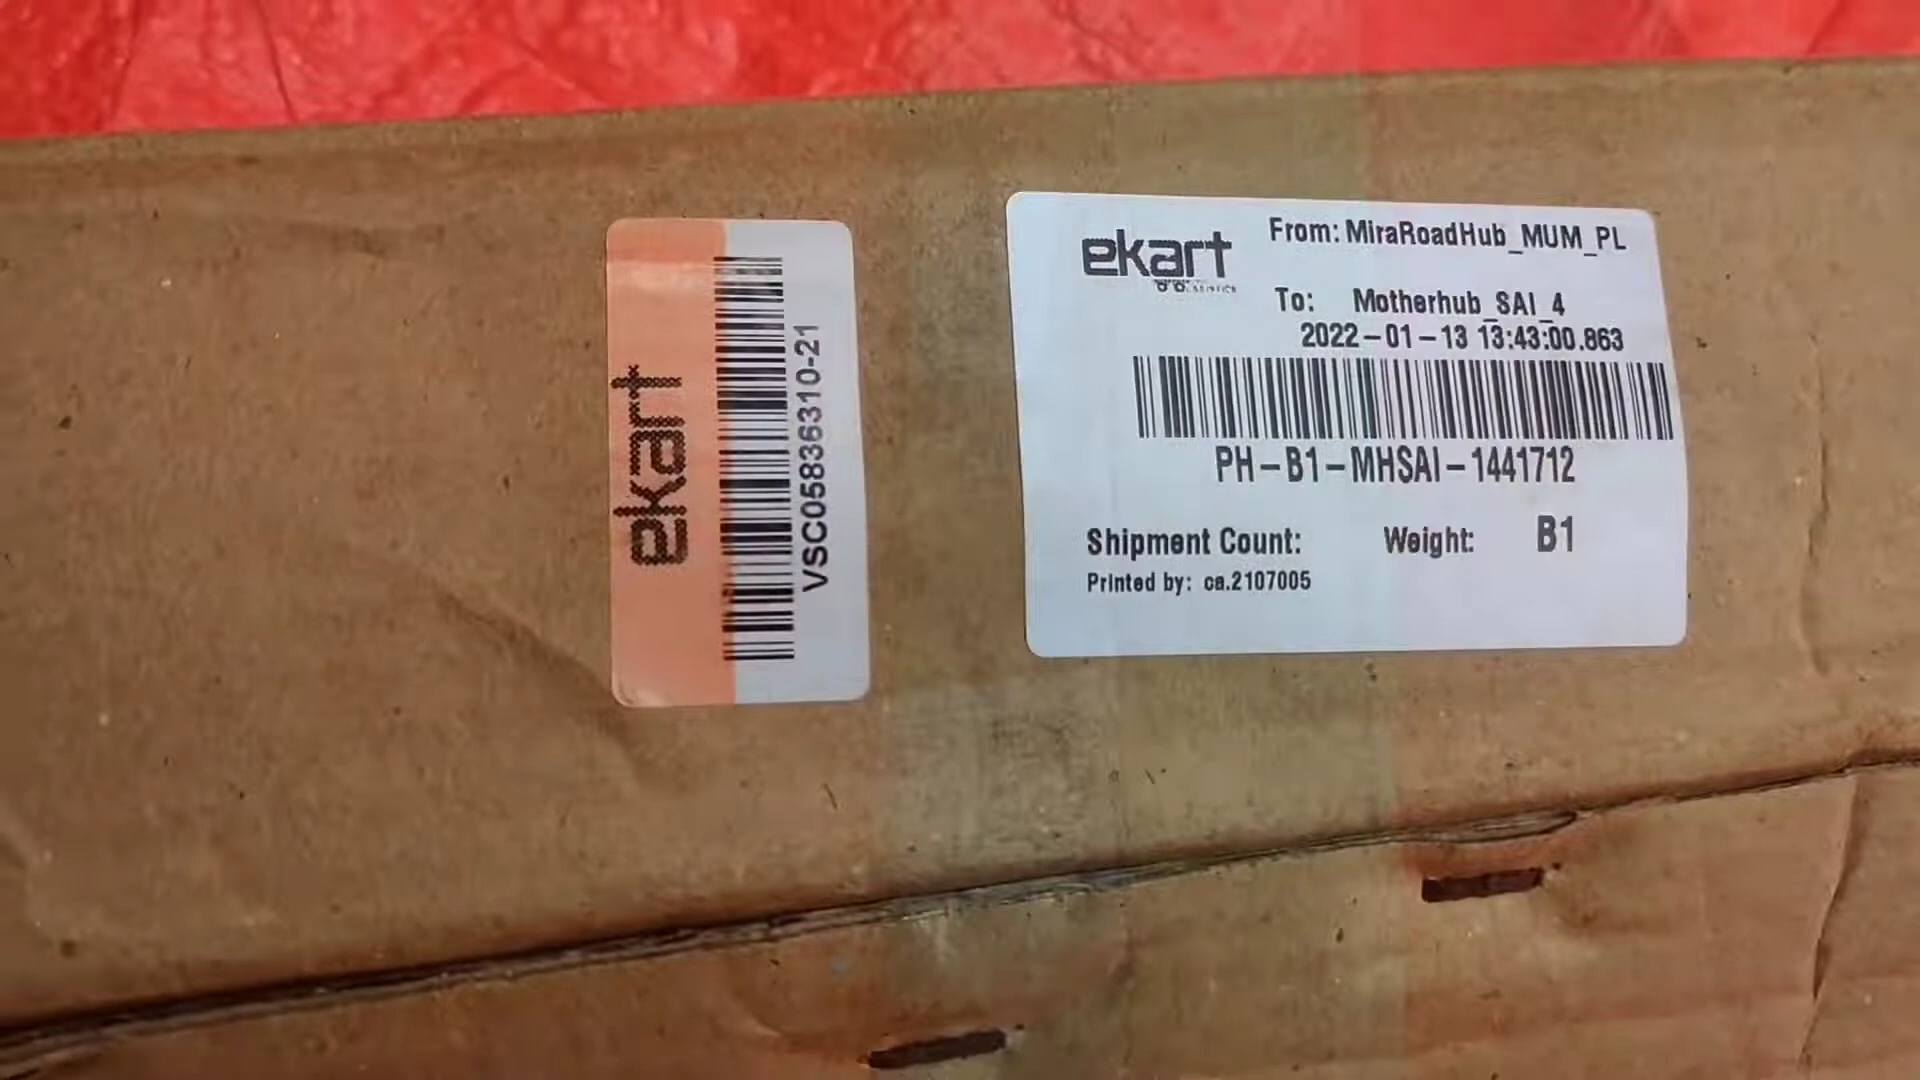 ekart
VSC05836310-21
ekart
LOGISTICS
From: MiraRoadHub_MUM_PL
To: Motherhub_SAI_4
2022-01-13 13:43:00.863
PH-B1-MHSAI-1441712
Shipment Count:
Weight: B1
Printed by: ca.2107005